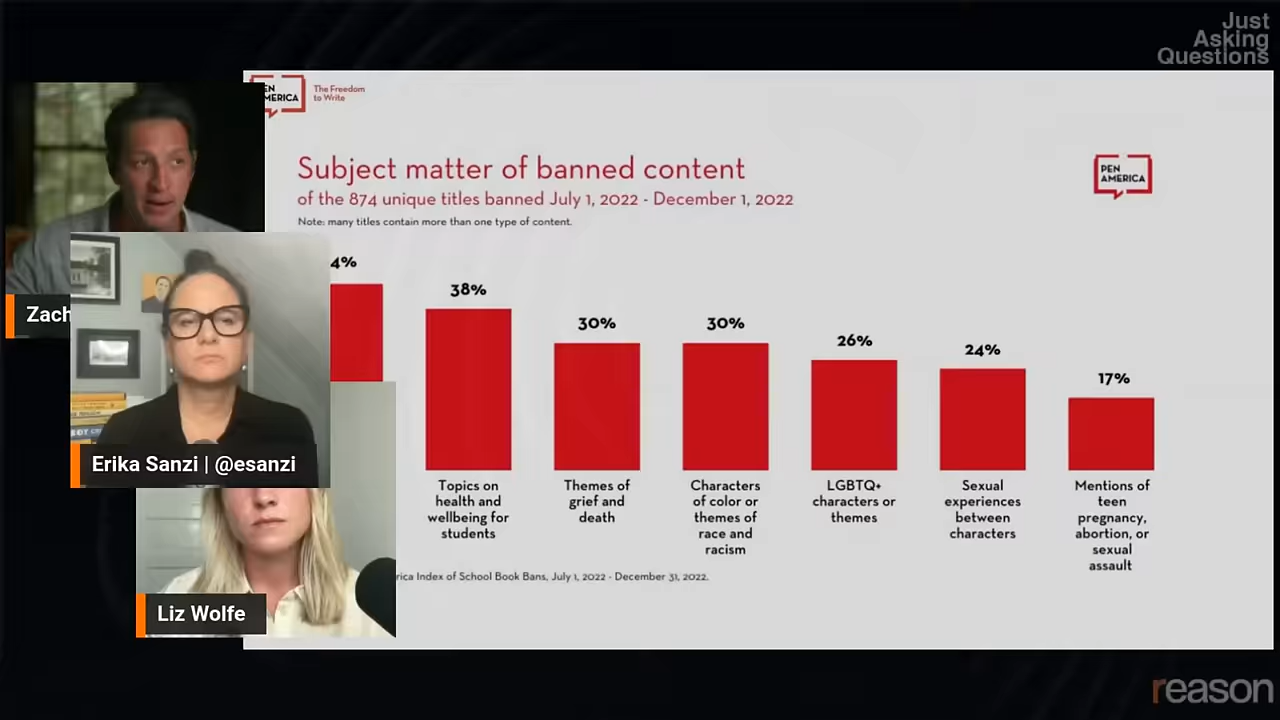 Just
Asking
Questions
EN
MERICA
The Freedom
to Write
PEN
AMERICA
Subject matter of banned content
of the 874 unique titles banned July 1, 2022 - December 1, 2022
Note: many titles contain more than one type of content.
4%
38%
30%
30%
26%
24%
17%
Topics on
health and
wellbeing for
students
Themes of
grief and
death
Characters
of color or
themes of
race and
racism
LGBTQ+
characters or
themes
Sexual
experiences
between
characters
Mentions of
teen
pregnancy,
abortion, or
sexual
assault
rica Index of School Book Bans, July 1, 2022 - December 31, 2022.
Zach
Erika Sanzi | @esanzi
Liz Wolfe
reason